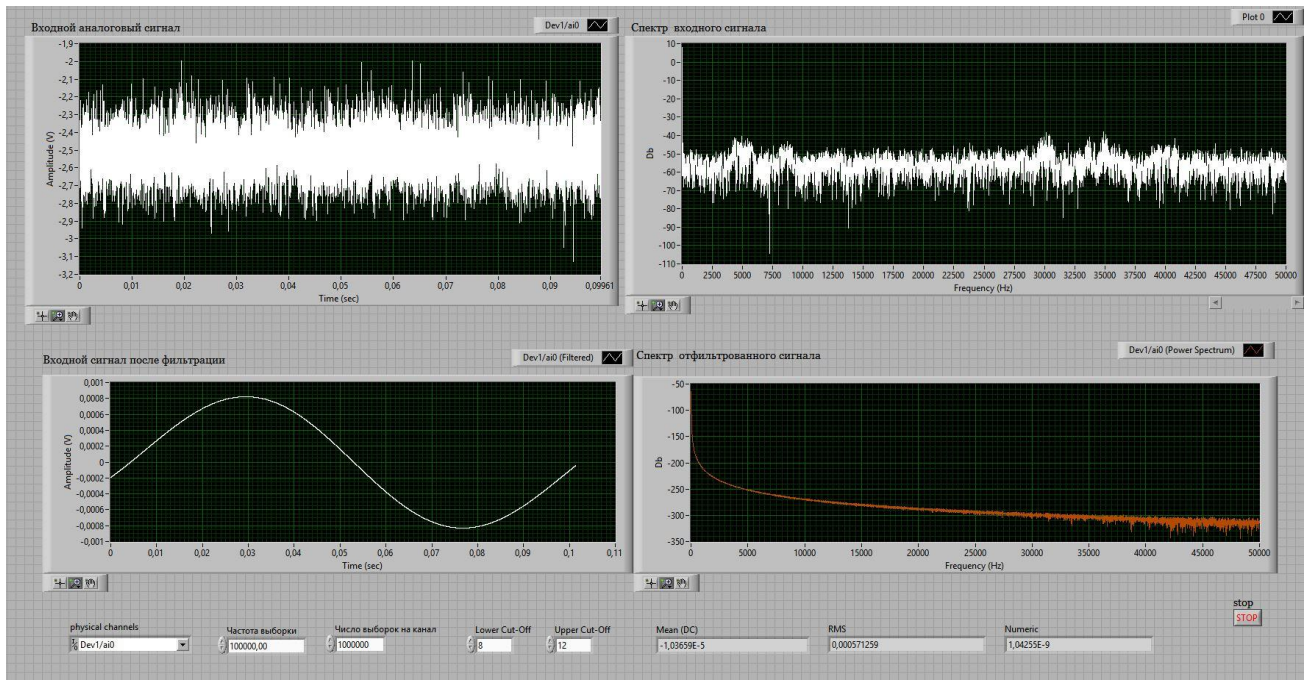 Входной аналоговый сигнал
Dev1/ai0
Amplitude (V)
-1,9
-2
-2,1
-2,2
-2,3
-2,4
-2,5
-2,6
-2,7
-2,8
-2,9
-3
-3,1
-3,2
0 0,01 0,02 0,03 0,04 0,05 0,06 0,07 0,08 0,09 0,09961
Time (sec)
Спектр входного сигнала
Plot 0
Db
10
0
-10
-20
-30
-40
-50
-60
-70
-80
-90
-100
-110
0 2500 5000 7500 10000 12500 15000 17500 20000 22500 25000 27500 30000 32500 35000 37500 40000 42500 45000 47500 50000
Frequency (Hz)
Входной сигнал после фильтрации
Dev1/ai0 (Filtered)
Amplitude (V)
0,001
0,0008
0,0006
0,0004
0,0002
0
-0,0002
-0,0004
-0,0006
-0,0008
-0,001
0 0,01 0,02 0,03 0,04 0,05 0,06 0,07 0,08 0,09 0,1 0,11
Time (sec)
Спектр отфильтрованного сигнала
Dev1/ai0 (Power Spectrum)
Db
-50
-100
-150
-200
-250
-300
-350
0 5000 10000 15000 20000 25000 30000 35000 40000 45000 50000
Frequency (Hz)
stop
STOP
physical channels Частота выборки Число выборок на канал Lower Cut-Off Upper Cut-Off Mean (DC) RMS Numeric
Dev1/ai0 100000,00 1000000 8 12 -1,03659E-5 0,000571259 1,04255E-9